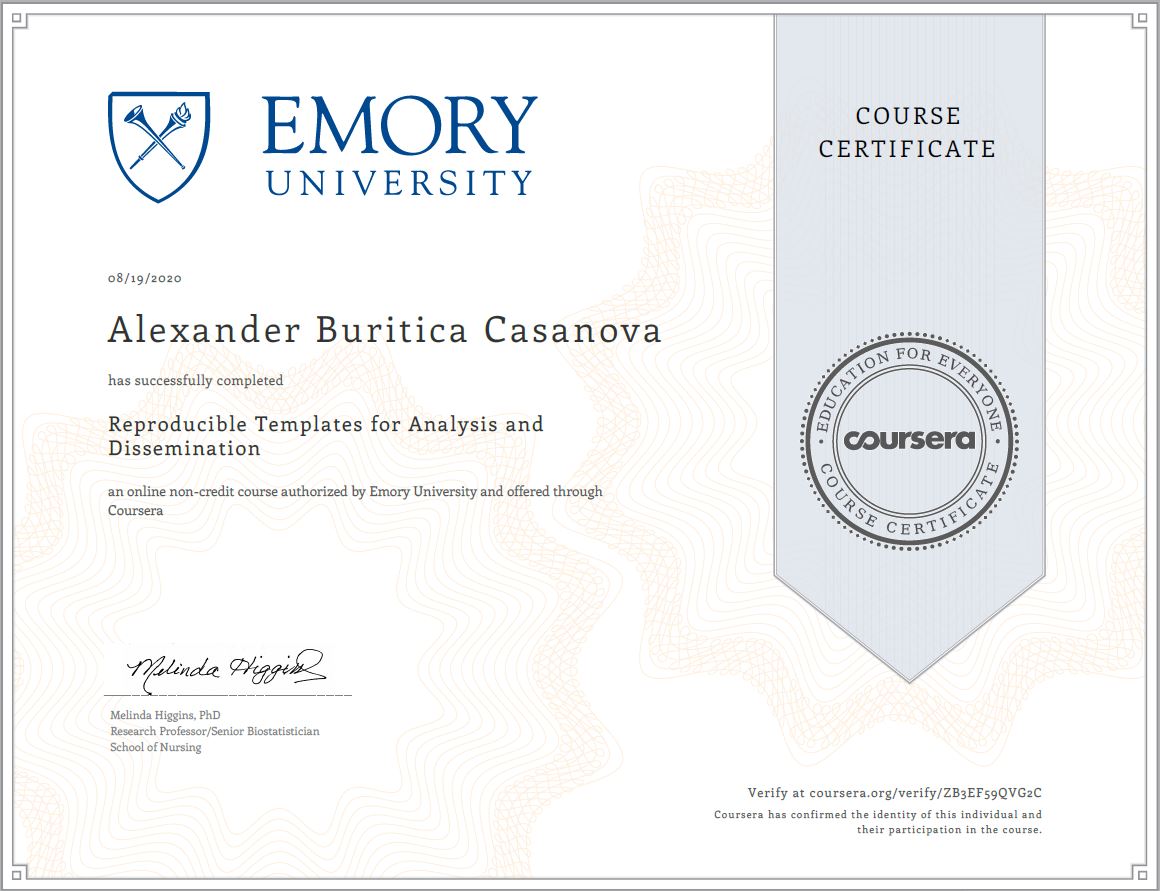 EMORY
UNIVERSITY
COURSE
CERTIFICATE
08/19/2020
Alexander Buritica Casanova
has successfully completed
Reproducible Templates for Analysis and
Dissemination
an online non-credit course authorized by Emory University and offered through
Coursera
EDUCATION FOR EVERYONE
coursera
COURSE CERTIFICATE
Melinda Higgins
Melinda Higgins, PhD
Research Professor/Senior Biostatistician
School of Nursing
Verify at coursera.org/verify/ZB3EF59QVG2C
Coursera has confirmed the identity of this individual and
their participation in the course.